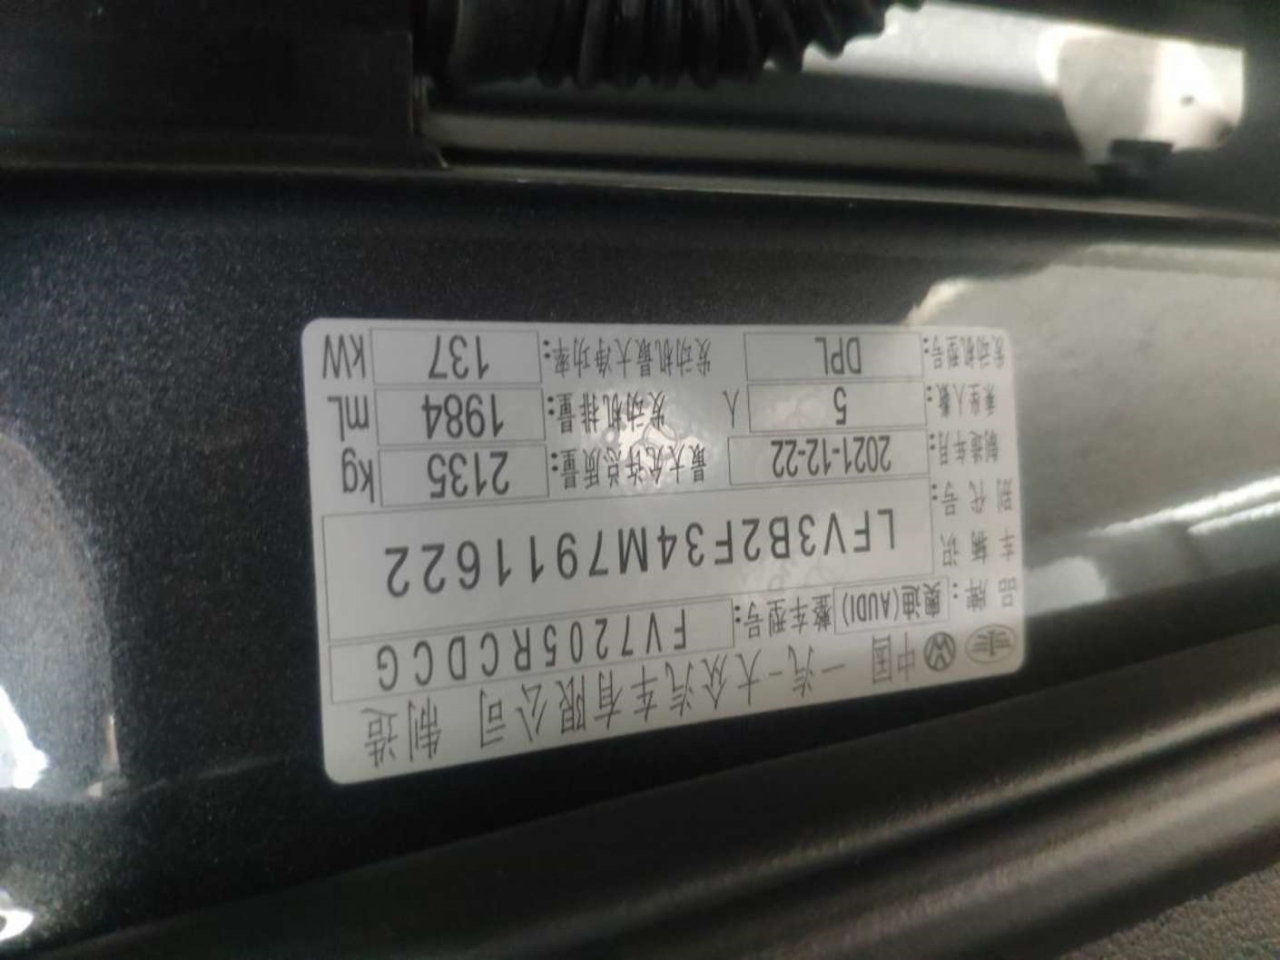 中国 一汽-大众汽车有限公司 制造
品牌: 奥迪(AUDI) 整车型号: FV7205RCDCG
车辆识别代号: LFV3B2F34M7911622
制造年月: 2021-12-22 最大允许总质量: 2135 kg
乘坐人数: 5 人 发动机排量: 1984 mL
发动机型号: DPL 发动机最大净功率: 137 kW